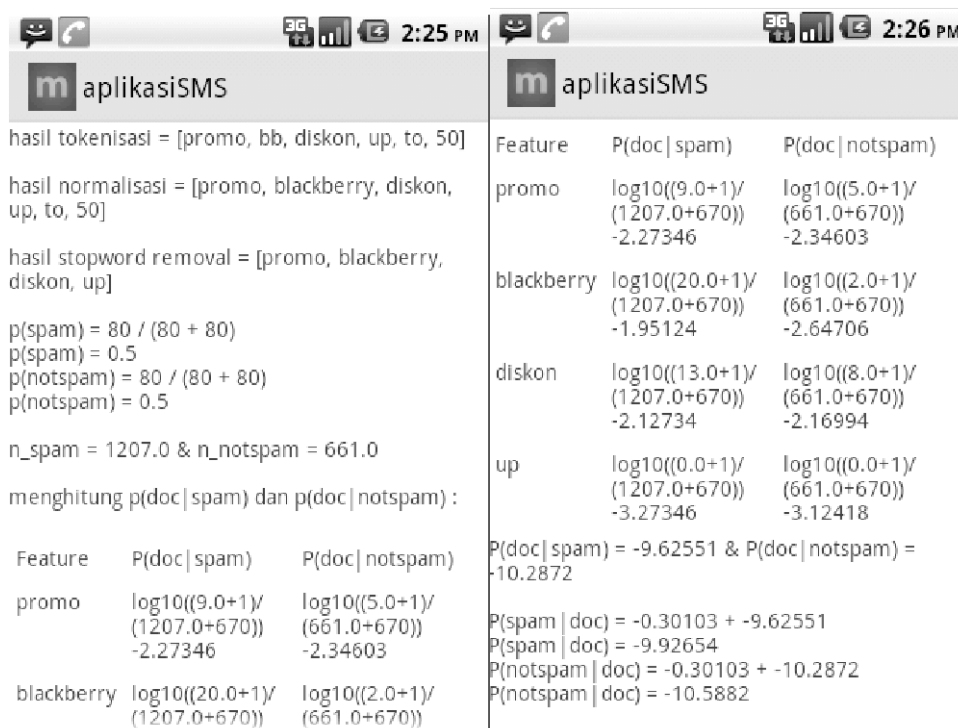 3G 2:25 PM
m aplikasiSMS
hasil tokenisasi = [promo, bb, diskon, up, to, 50]
hasil normalisasi = [promo, blackberry, diskon,
up, to, 50]
hasil stopword removal = [promo, blackberry,
diskon, up]
p(spam) = 80 / (80 + 80)
p(spam) = 0.5
p(notspam) = 80 / (80 + 80)
p(notspam) = 0.5
n_spam = 1207.0 & n_notspam = 661.0
menghitung p(doc|spam) dan p(doc|notspam) :
Feature P(doc|spam) P(doc|notspam)
promo log10((9.0+1)/ log10((5.0+1)/
(1207.0+670)) (661.0+670))
-2.27346 -2.34603
blackberry log10((20.0+1)/ log10((2.0+1)/
(1207.0+670)) (661.0+670))
3G 2:26 PM
m aplikasiSMS
Feature P(doc|spam) P(doc|notspam)
promo log10((9.0+1)/ log10((5.0+1)/
(1207.0+670)) (661.0+670))
-2.27346 -2.34603
blackberry log10((20.0+1)/ log10((2.0+1)/
(1207.0+670)) (661.0+670))
-1.95124 -2.64706
diskon log10((13.0+1)/ log10((8.0+1)/
(1207.0+670)) (661.0+670))
-2.12734 -2.16994
up log10((0.0+1)/ log10((0.0+1)/
(1207.0+670)) (661.0+670))
-3.27346 -3.12418
P(doc|spam) = -9.62551 & P(doc|notspam) =
-10.2872
P(spam|doc) = -0.30103 + -9.62551
P(spam|doc) = -9.92654
P(notspam|doc) = -0.30103 + -10.2872
P(notspam|doc) = -10.5882